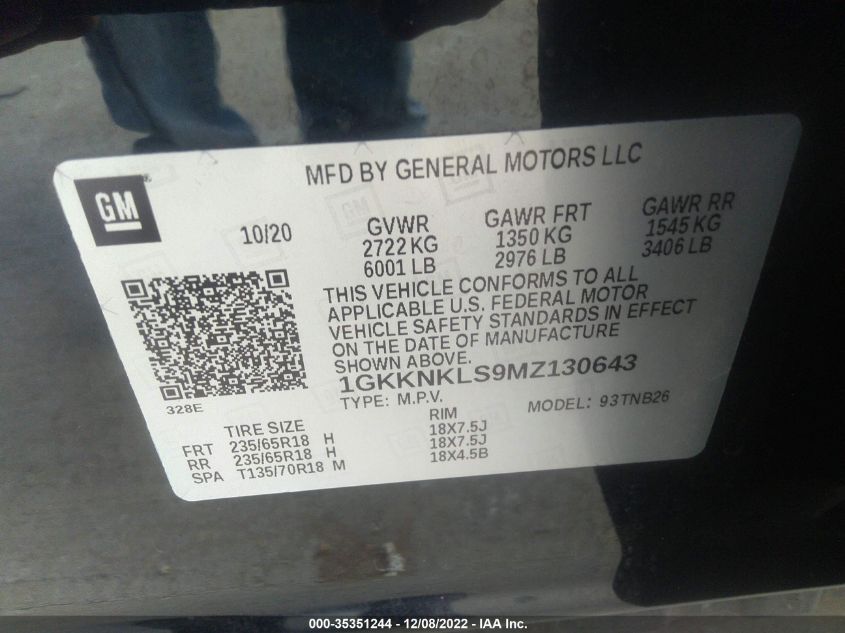 MFD BY GENERAL MOTORS LLC
GM
10/20
GVWR
2722 KG
6001 LB
GAWR FRT
1350 KG
2976 LB
GAWR RR
1545 KG
3406 LB
THIS VEHICLE CONFORMS TO ALL
APPLICABLE U.S. FEDERAL MOTOR
VEHICLE SAFETY STANDARDS IN EFFECT
ON THE DATE OF MANUFACTURE
SHOWN ABOVE.
1GKKNKLS9MZ130643
TYPE: M.P.V.
MODEL: 93TNB26
328E
TIRE SIZE
RIM
FRT 235/65R18 H 18X7.5J
RR 235/65R18 H 18X7.5J
SPA T135/70R18 M 18X4.5B
000-35351244 - 12/08/2022 - IAA Inc.